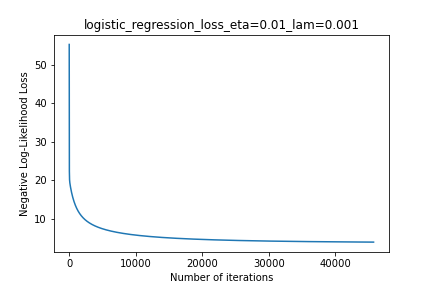 logistic_regression_loss_eta=0.01_lam=0.001
Negative Log-Likelihood Loss
50
40
30
20
10
0 10000 20000 30000 40000
Number of iterations